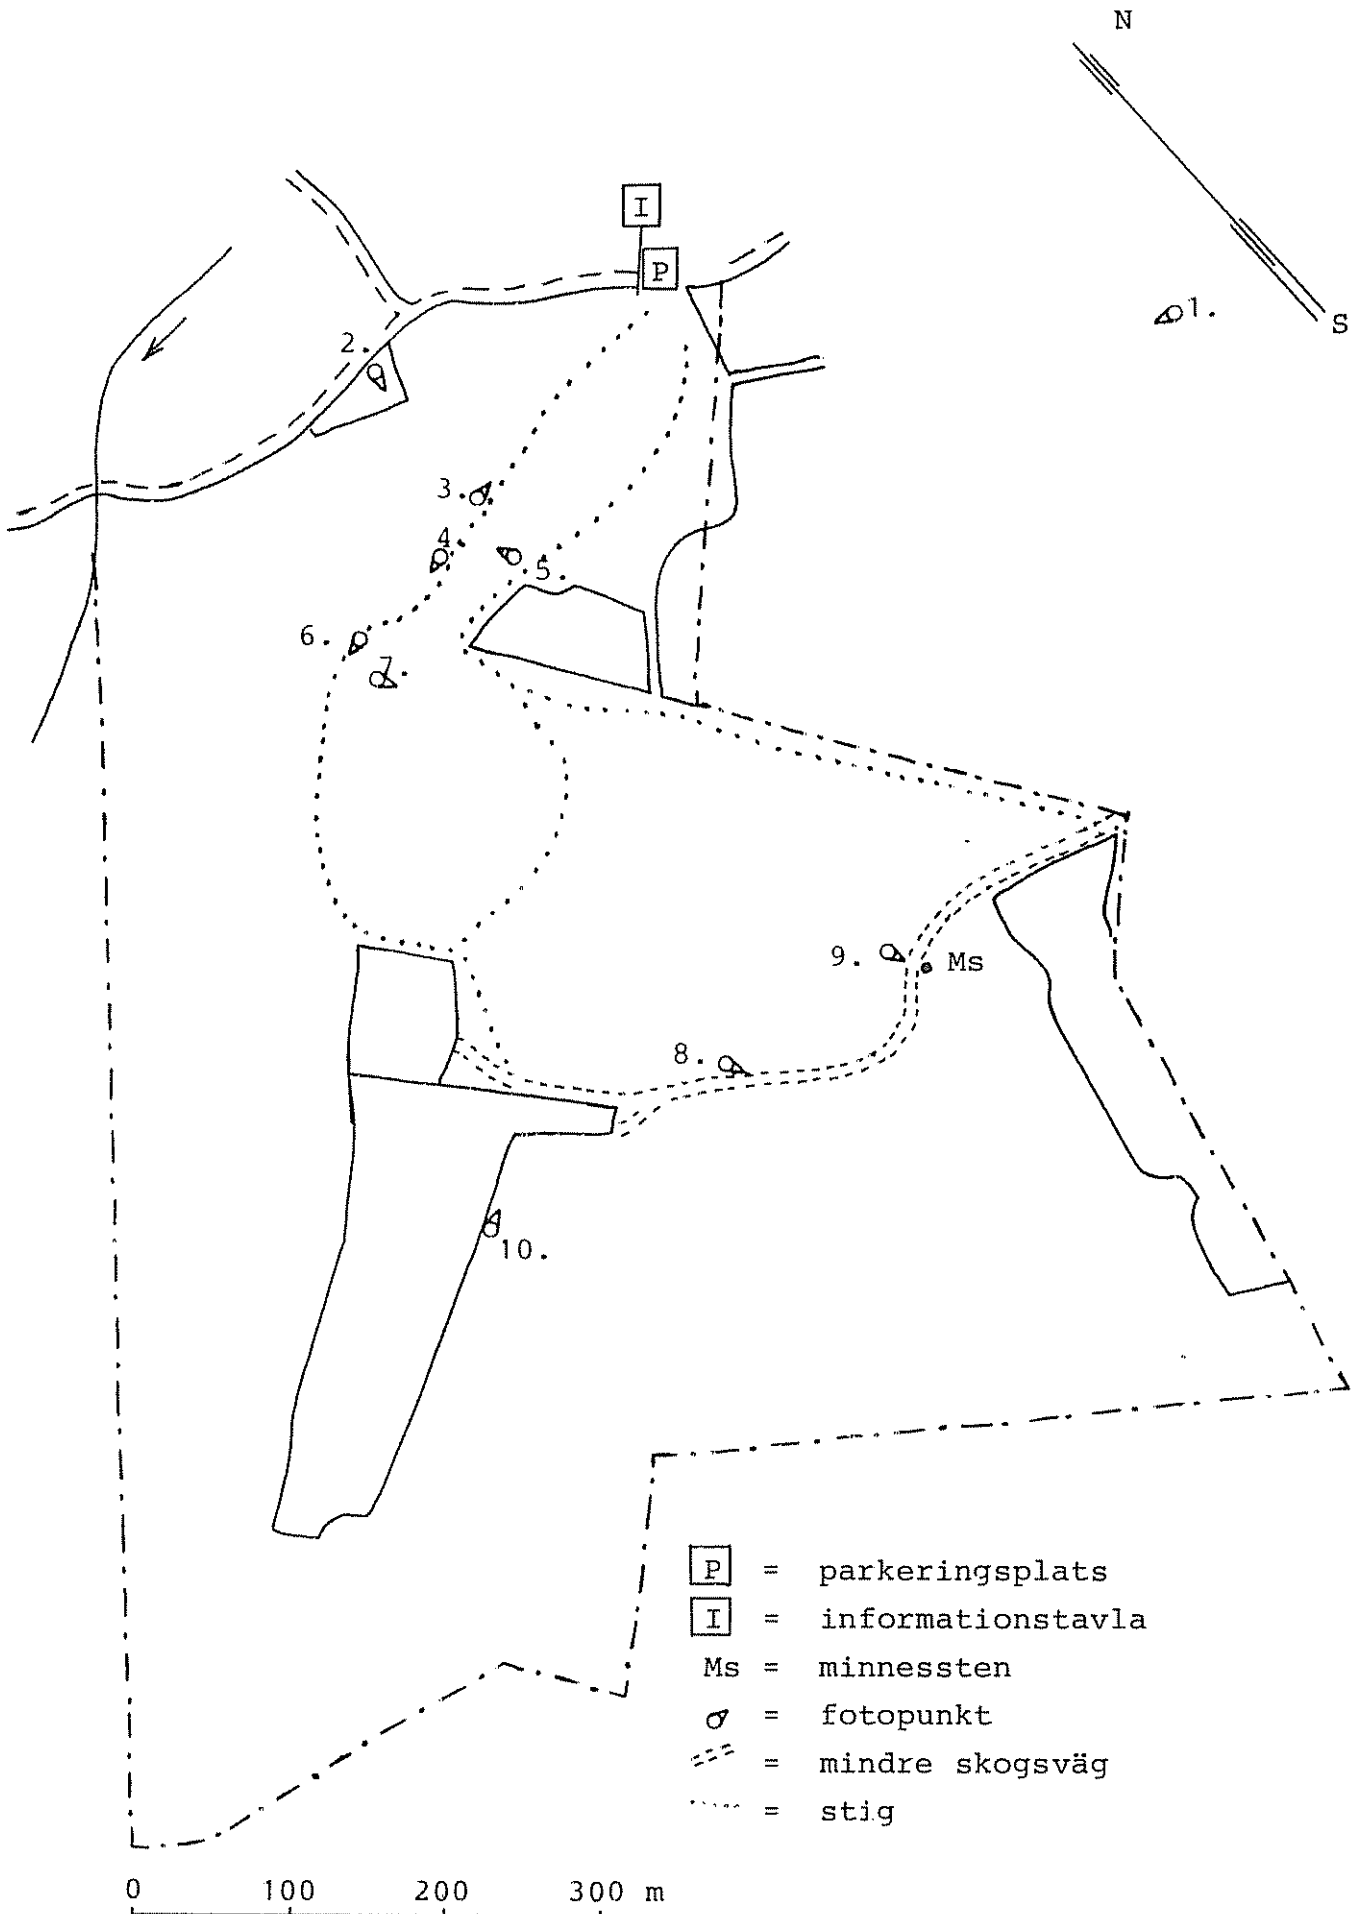 N
I
P
1.
S
2.
3.
4
5.
6.
7.
9.
Ms
8.
10.
P = parkeringsplats
I = informationstavla
Ms = minnessten
= fotopunkt
= mindre skogsväg
= stig
0 100 200 300 m